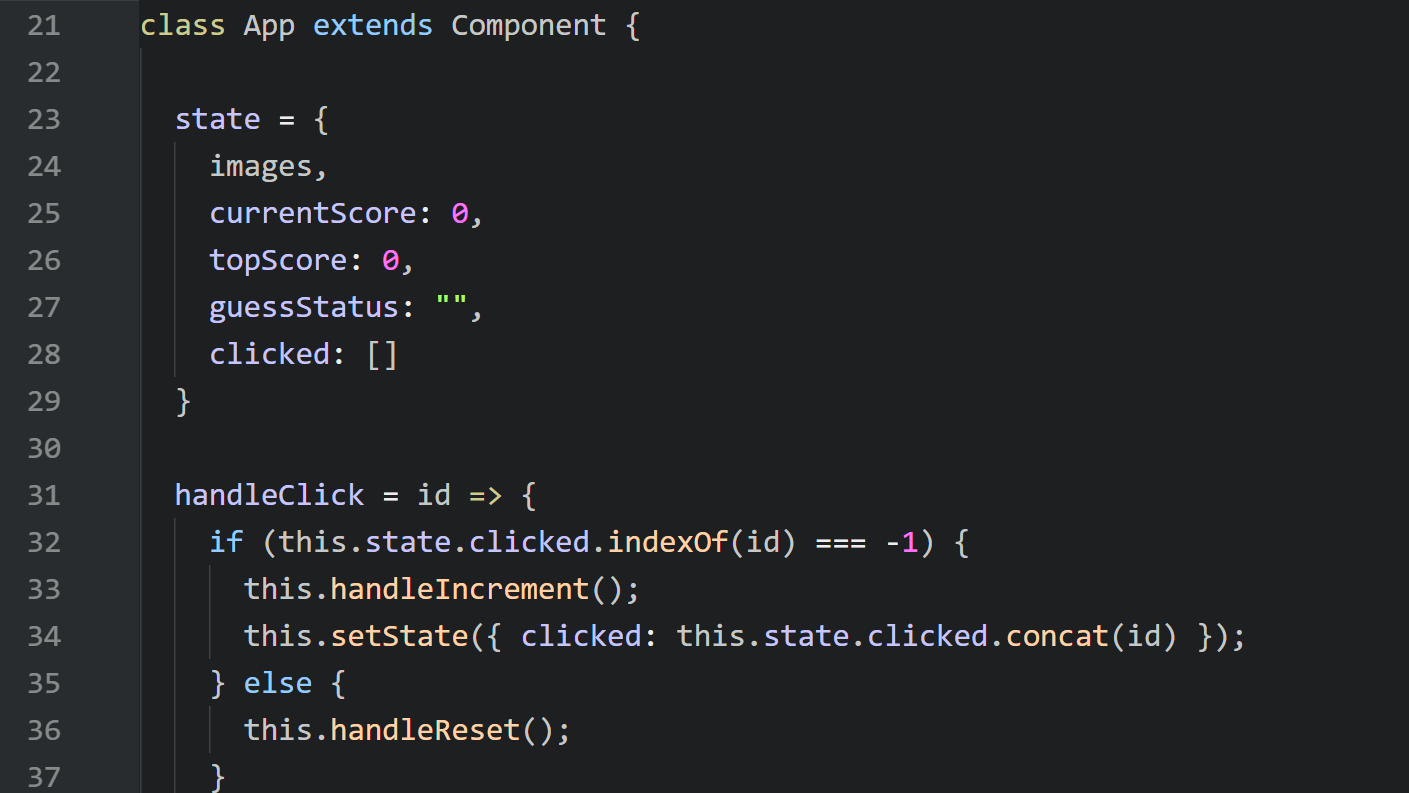 21 class App extends Component {
22
23   state = {
24     images,
25     currentScore: 0,
26     topScore: 0,
27     guessStatus: "",
28     clicked: []
29   }
30
31   handleClick = id => {
32     if (this.state.clicked.indexOf(id) === -1) {
33       this.handleIncrement();
34       this.setState({ clicked: this.state.clicked.concat(id) });
35     } else {
36       this.handleReset();
37     }